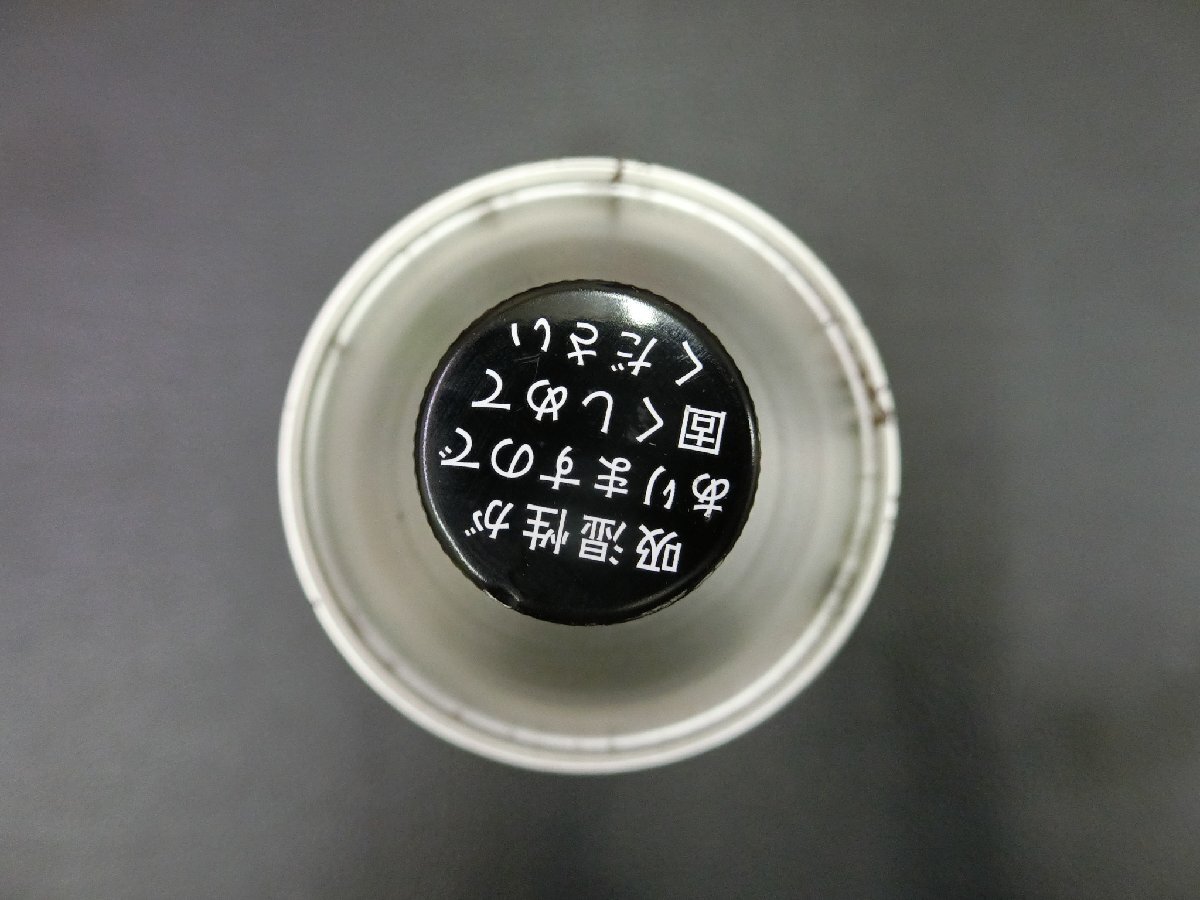 吸湿性が
ありますので
固くしめて
ください